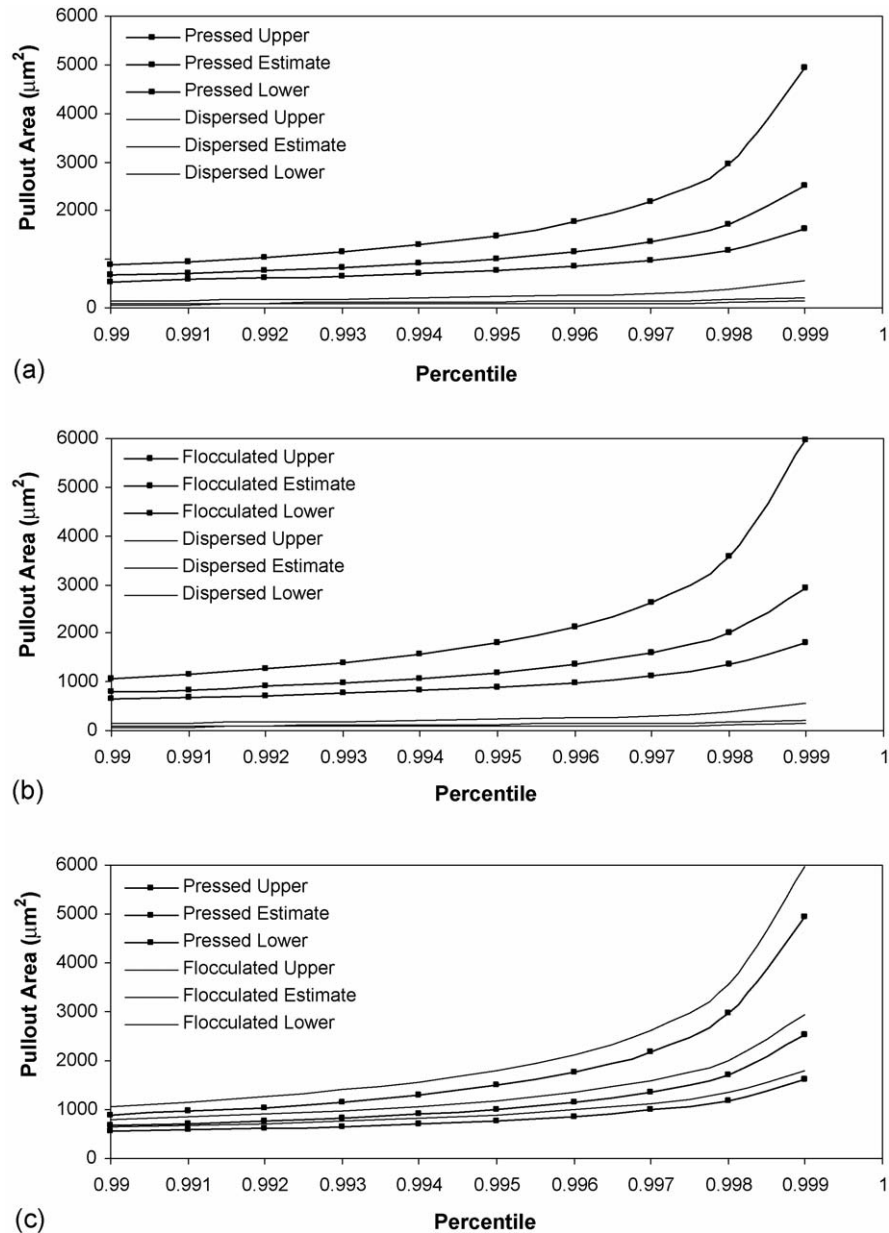 6000
5000
4000
3000
2000
1000
0
Pullout Area (μm²)
Pressed Upper
Pressed Estimate
Pressed Lower
Dispersed Upper
Dispersed Estimate
Dispersed Lower
0.99 0.991 0.992 0.993 0.994 0.995 0.996 0.997 0.998 0.999 1
Percentile
(a)
6000
5000
4000
3000
2000
1000
0
Pullout Area (μm²)
Flocculated Upper
Flocculated Estimate
Flocculated Lower
Dispersed Upper
Dispersed Estimate
Dispersed Lower
0.99 0.991 0.992 0.993 0.994 0.995 0.996 0.997 0.998 0.999 1
Percentile
(b)
6000
5000
4000
3000
2000
1000
0
Pullout Area (μm²)
Pressed Upper
Pressed Estimate
Pressed Lower
Flocculated Upper
Flocculated Estimate
Flocculated Lower
0.99 0.991 0.992 0.993 0.994 0.995 0.996 0.997 0.998 0.999 1
Percentile
(c)